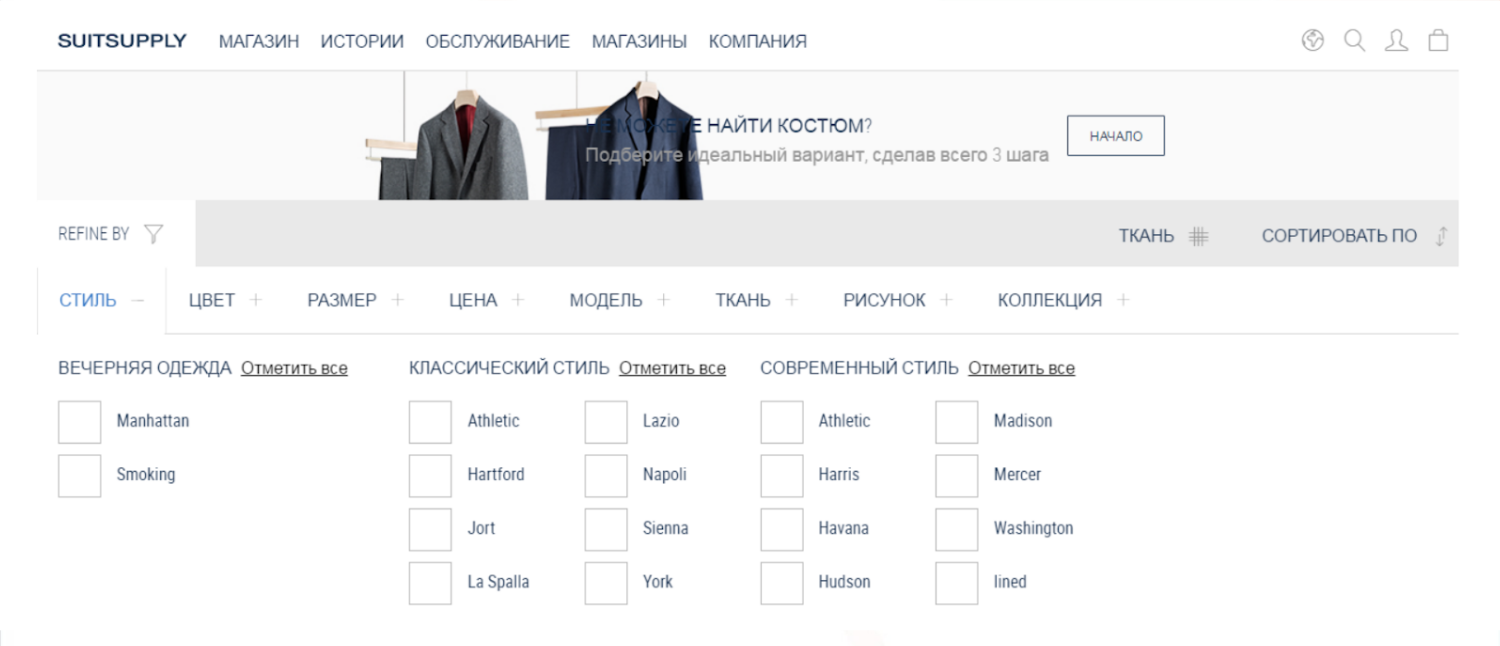 SUITSUPPLY МАГАЗИН ИСТОРИИ ОБСЛУЖИВАНИЕ МАГАЗИНЫ КОМПАНИЯ
НЕ МОЖЕТЕ НАЙТИ КОСТЮМ?
Подберите идеальный вариант, сделав всего 3 шага
НАЧАЛО
REFINE BY ТКАНЬ СОРТИРОВАТЬ ПО
СТИЛЬ – ЦВЕТ + РАЗМЕР + ЦЕНА + МОДЕЛЬ + ТКАНЬ + РИСУНОК + КОЛЛЕКЦИЯ +
ВЕЧЕРНЯЯ ОДЕЖДА Отметить все КЛАССИЧЕСКИЙ СТИЛЬ Отметить все СОВРЕМЕННЫЙ СТИЛЬ Отметить все
Manhattan Athletic Lazio Athletic Madison
Smoking Hartford Napoli Harris Mercer
Jort Sienna Havana Washington
La Spalla York Hudson lined